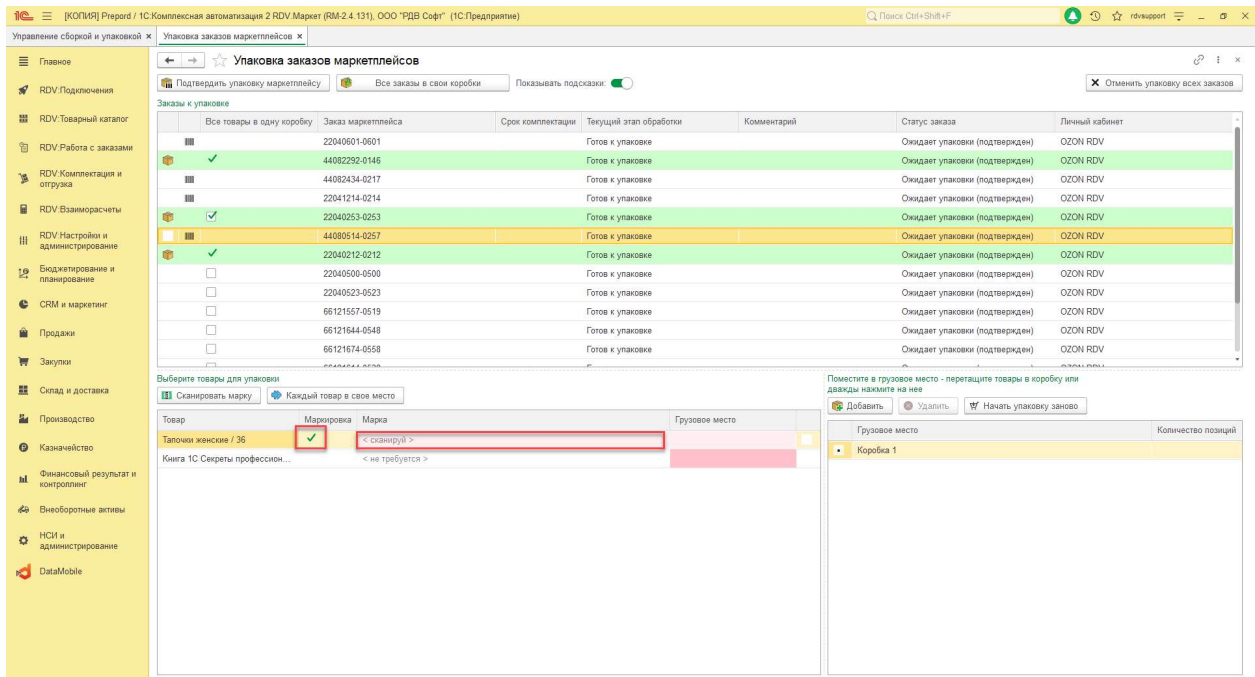 [КОПИЯ] Preprod / 1С:Комплексная автоматизация 2 RDV.Маркет (RM-2.4.131), ООО "РДВ Софт" (1С:Предприятие)
Поиск Ctrl+Shift+F
rdvsupport
Управление сборкой и упаковкой ×
Упаковка заказов маркетплейсов ×
Главное
RDV:Подключения
RDV:Товарный каталог
RDV:Работа с заказами
RDV:Комплектация и отгрузка
RDV:Взаиморасчеты
RDV:Настройки и администрирование
Бюджетирование и планирование
CRM и маркетинг
Продажи
Закупки
Склад и доставка
Производство
Казначейство
Финансовый результат и контроллинг
Внеоборотные активы
НСИ и администрирование
DataMobile
Упаковка заказов маркетплейсов
Подтвердить упаковку маркетплейсу
Все заказы в свои коробки
Показывать подсказки:
Отменить упаковку всех заказов
Заказы к упаковке
Все товары в одну коробку Заказ маркетплейса Срок комплектации Текущий этап обработки Комментарий Статус заказа Личный кабинет
22040601-0601 Готов к упаковке Ожидает упаковки (подтвержден) OZON RDV
44082292-0146 Готов к упаковке Ожидает упаковки (подтвержден) OZON RDV
44082434-0217 Готов к упаковке Ожидает упаковки (подтвержден) OZON RDV
22041214-0214 Готов к упаковке Ожидает упаковки (подтвержден) OZON RDV
22040253-0253 Готов к упаковке Ожидает упаковки (подтвержден) OZON RDV
44080514-0257 Готов к упаковке Ожидает упаковки (подтвержден) OZON RDV
22040212-0212 Готов к упаковке Ожидает упаковки (подтвержден) OZON RDV
22040500-0500 Готов к упаковке Ожидает упаковки (подтвержден) OZON RDV
22040523-0523 Готов к упаковке Ожидает упаковки (подтвержден) OZON RDV
66121557-0519 Готов к упаковке Ожидает упаковки (подтвержден) OZON RDV
66121644-0548 Готов к упаковке Ожидает упаковки (подтвержден) OZON RDV
66121674-0558 Готов к упаковке Ожидает упаковки (подтвержден) OZON RDV
Выберите товары для упаковки
Сканировать марку
Каждый товар в свое место
Товар Маркировка Марка Грузовое место
Тапочки женские / 36 < сканируй >
Книга 1С Секреты профессион... < не требуется >
Поместите в грузовое место - перетащите товары в коробку или
дважды нажмите на нее
Добавить
Удалить
Начать упаковку заново
Грузовое место Количество позиций
Коробка 1